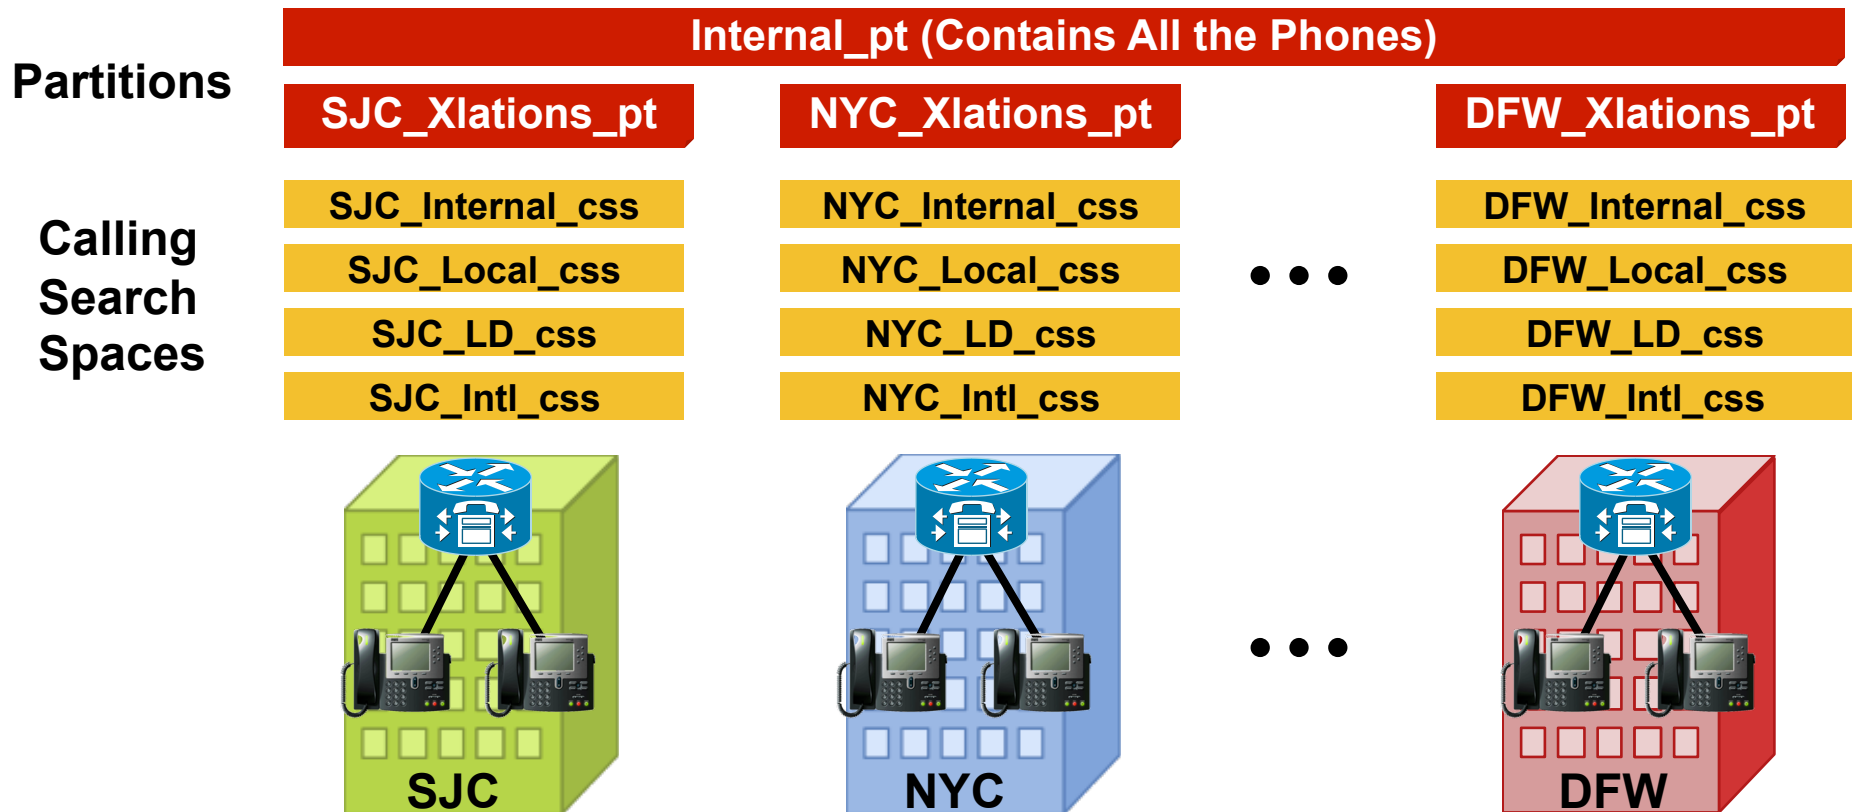 Internal_pt (Contains All the Phones)
Partitions
SJC_Xlations_pt
NYC_Xlations_pt
DFW_Xlations_pt
Calling
Search
Spaces
SJC_Internal_css
NYC_Internal_css
DFW_Internal_css
SJC_Local_css
NYC_Local_css
DFW_Local_css
SJC_LD_css
NYC_LD_css
DFW_LD_css
SJC_Intl_css
NYC_Intl_css
DFW_Intl_css
SJC
NYC
DFW